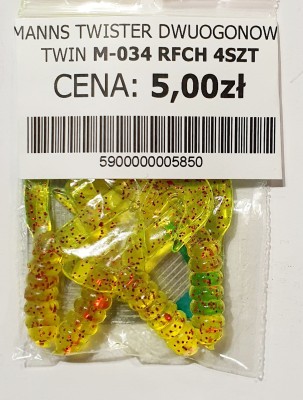 MANNS TWISTER DWUOGONOW
TWIN M-034 RFCH 4SZT
CENA: 5,00zł
5900000005850